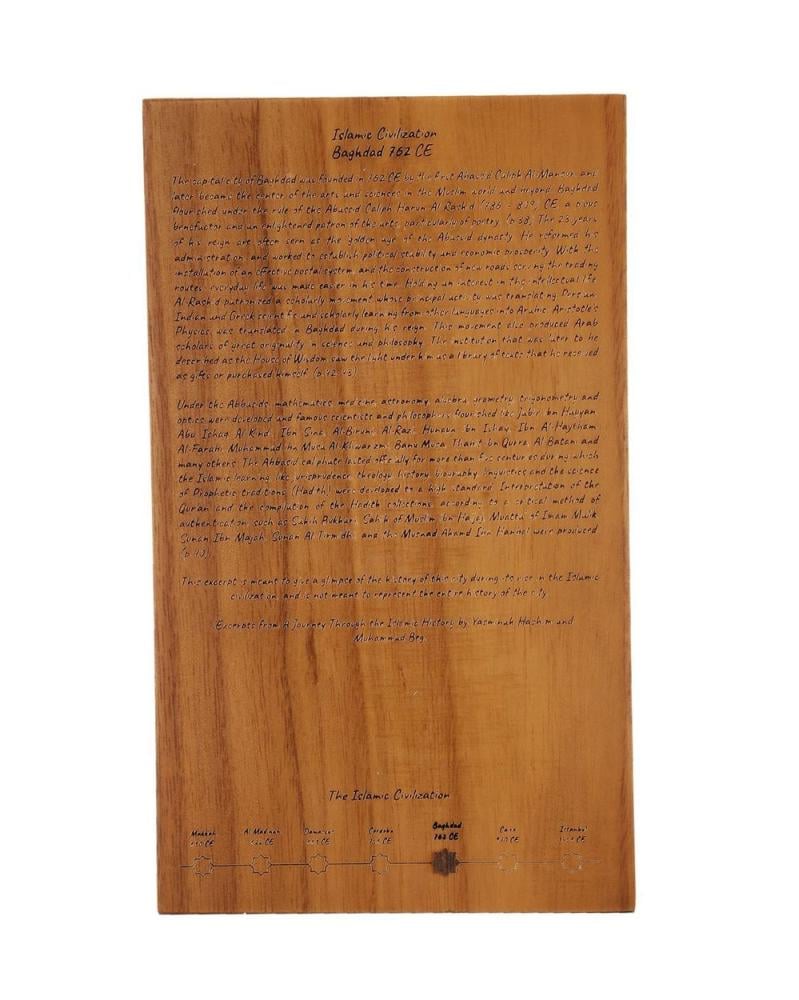 Islamic Civilization
Baghdad 762 CE
The capital city of Baghdad was founded in 762 CE by the first Abbasid Caliph Al Mansur and
later became the center of the arts and sciences in the Muslim world and beyond. Baghdad
flourished under the rule of the Abbasid Caliph Harun Al Rashid (786 - 809) CE, a pious
benefactor and an enlightened patron of the arts, particularly of poetry (p.38). The 23 years
of his reign are often seen as the golden age of the Abbasid dynasty. He reformed his
administration and worked to establish political stability and economic prosperity. With the
installation of an effective postal system and the construction of new roads serving the trading
routes, everyday life was made easier in his time. Holding an interest in the intellectual life,
Al-Rashid patronised a scholarly movement whose principal activity was translating Persian,
Indian and Greek scientific and scholarly learning from other languages into Arabic. Aristotle's
Physics was translated in Baghdad during his reign. This movement also produced Arab
scholars of great originality in science and philosophy. The institution that was later to be
described as the House of Wisdom saw the light under him as a library of texts that he received
as gifts or purchased himself (p.42-43).
Under the Abbasids mathematics, medicine, astronomy, algebra, geometry, trigonometry and
optics were developed and famous scientists and philosophers flourished like Jabir ibn Hayyan,
Abu Ishaq Al Kindi, Ibn Sina, Al-Biruni, Al-Razi, Hunayn ibn Ishaq, Ibn Al Haytham,
Al-Farabi, Muhammad ibn Musa Al-Khwarizmi, Banu Musa, Thabit ibn Qurra, Al Batani and
many others. The Abbasid caliphate lasted officially for more than five centuries during which
the Islamic learning like jurisprudence, theology, history, biography, linguistics and the science
of Prophetic traditions (Hadith) were developed to a high standard. Interpretation of the
Qur'an and the compilation of the Hadith collections according to a critical method of
authentication such as Sahih Bukhari, Sahih of Muslim ibn Hajjaj, Muatta of Imam Malik,
Sunan Ibn Majah, Sunan Al Tirmidhi and the Musnad Ahmad Ibn Hanbal were produced
This excerpt is meant to give a glimpse of the history of this city during its rise in the Islamic
civilization and is not meant to represent the entire history of the city
Excerpts from A Journey Through the Islamic History by Yasminah Hashim and
Muhammad Beg.
The Islamic Civilization
Makkah
CE
Al Madinah
CE
Damascus
CE
Cordoba
CE
Baghdad
762 CE
Cairo
CE
Istanbul
CE